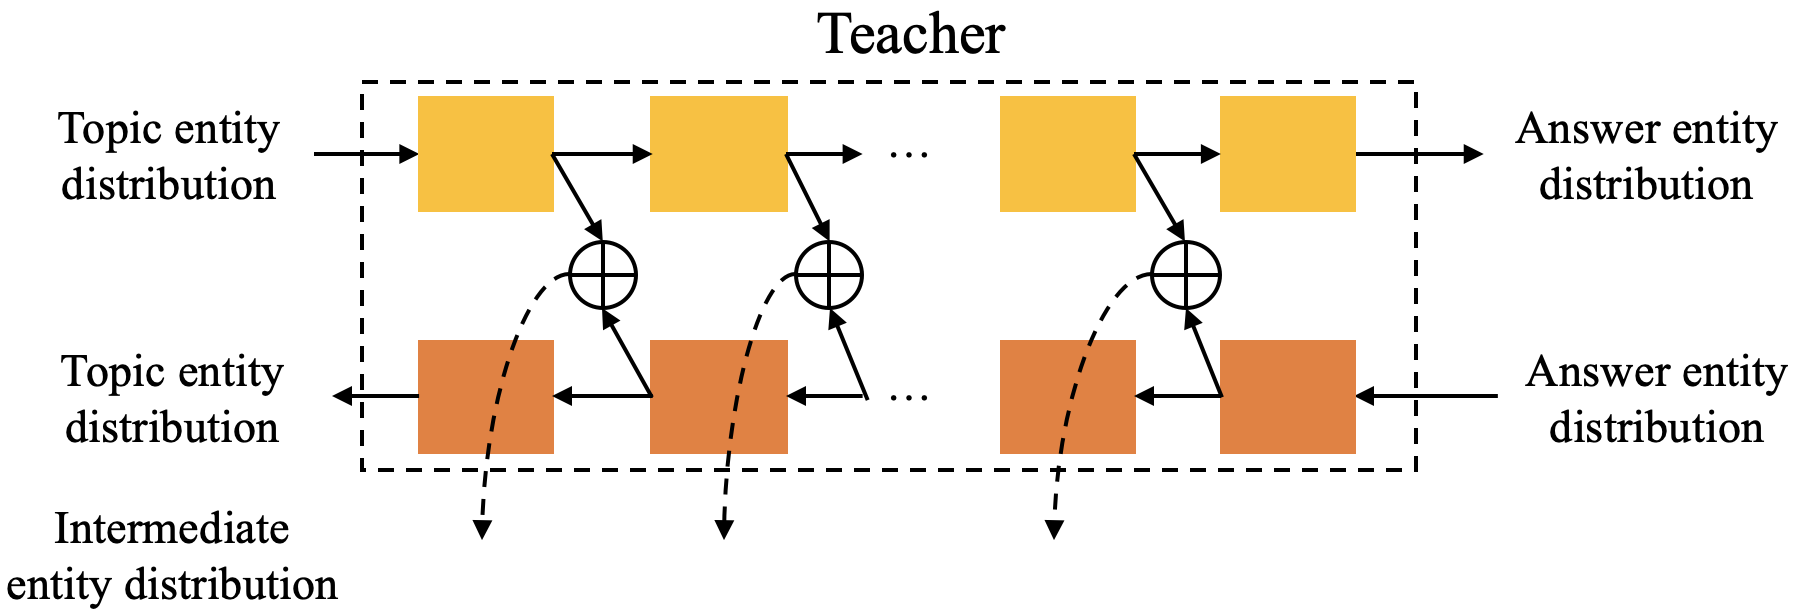 Teacher
Topic entity
distribution
...
Answer entity
distribution
Topic entity
distribution
...
Answer entity
distribution
Intermediate
entity distribution